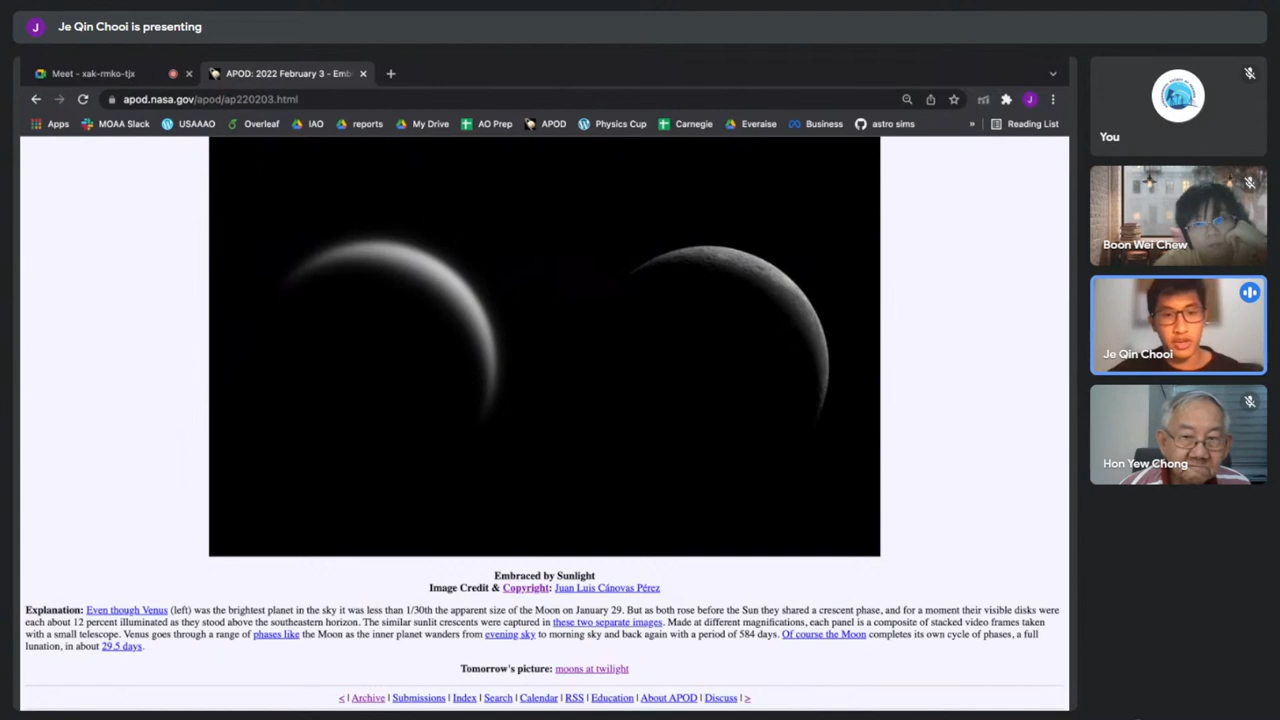 J Je Qin Chooi is presenting
Meet - xak-rmko-tjx
APOD: 2022 February 3 - Emb
apod.nasa.gov/apod/ap220203.html
J
Apps MOAA Slack USAAAO Overleaf IAO reports My Drive AO Prep APOD Physics Cup Carnegie Everaise Business astro sims » Reading List
You
Boon Wei Chew
Je Qin Chooi
Hon Yew Chong
Embraced by Sunlight
Image Credit & Copyright: Juan Luis Cánovas Pérez
Explanation: Even though Venus (left) was the brightest planet in the sky it was less than 1/30th the apparent size of the Moon on January 29. But as both rose before the Sun they shared a crescent phase, and for a moment their visible disks were
each about 12 percent illuminated as they stood above the southeastern horizon. The similar sunlit crescents were captured in these two separate images. Made at different magnifications, each panel is a composite of stacked video frames taken
with a small telescope. Venus goes through a range of phases like the Moon as the inner planet wanders from evening sky to morning sky and back again with a period of 584 days. Of course the Moon completes its own cycle of phases, a full
lunation, in about 29.5 days.
Tomorrow's picture: moons at twilight
< | Archive | Submissions | Index | Search | Calendar | RSS | Education | About APOD | Discuss | >